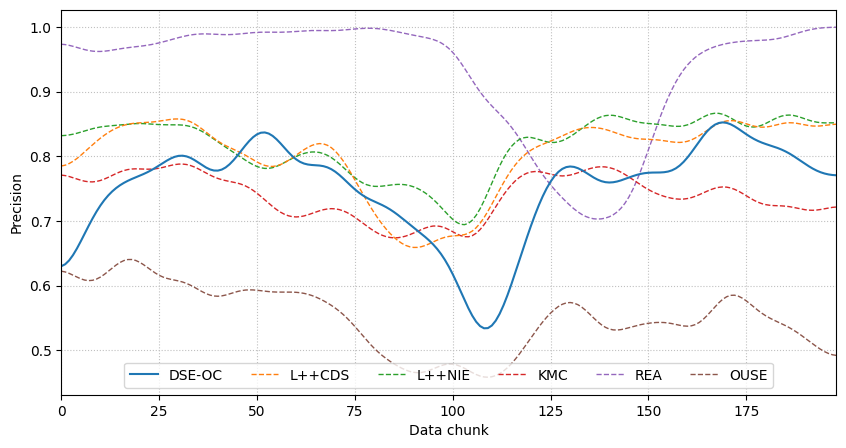 1.0
0.9
0.8
0.7
0.6
0.5
Precision
DSE-OC L++CDS L++NIE KMC REA OUSE
0 25 50 75 100 125 150 175
Data chunk